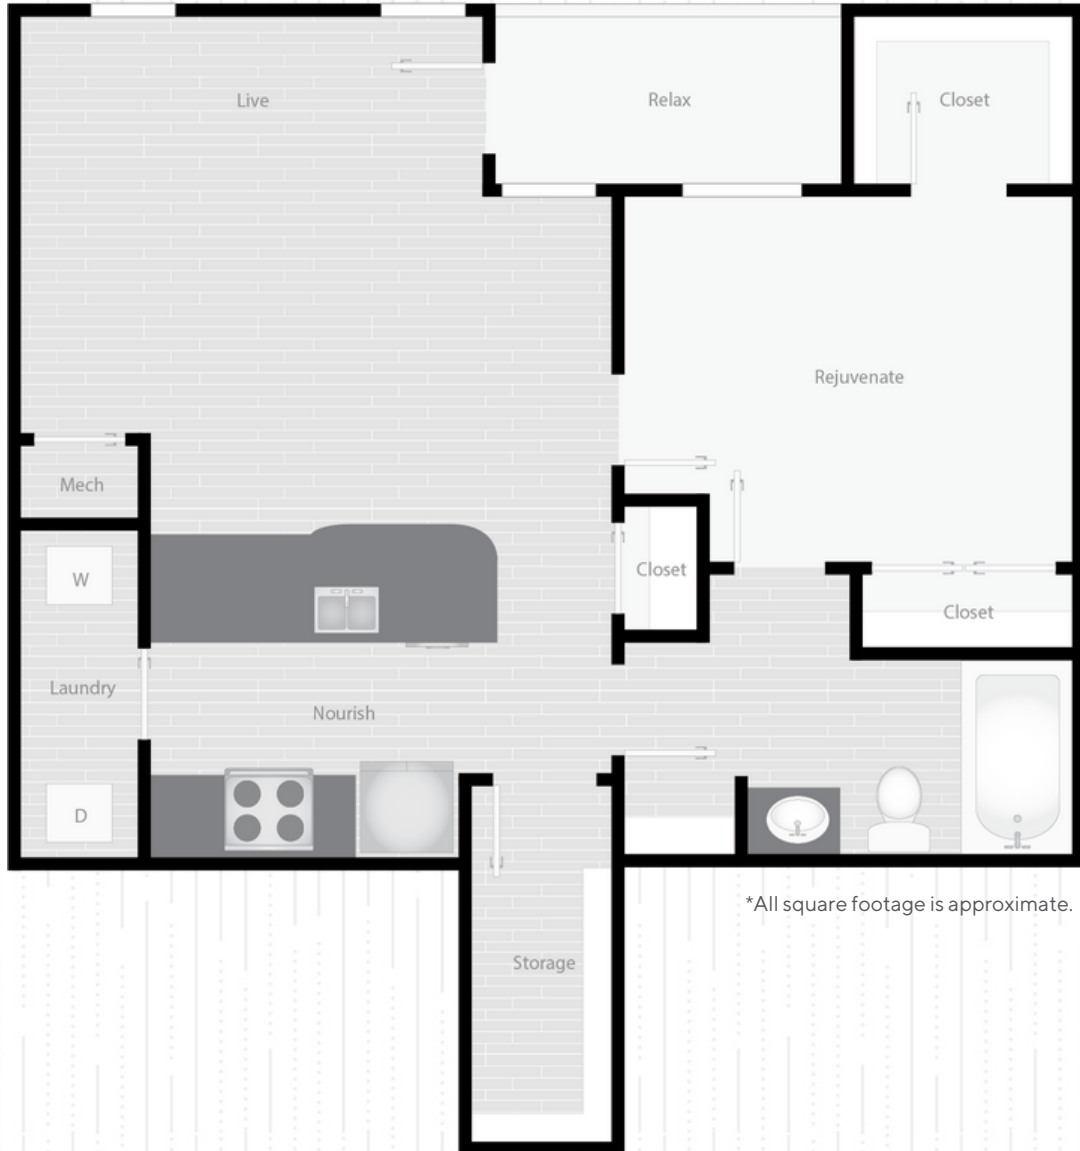 Live
Relax
Closet
Rejuvenate
Mech
Closet
W
Closet
Laundry
Nourish
D
*All square footage is approximate.
Storage